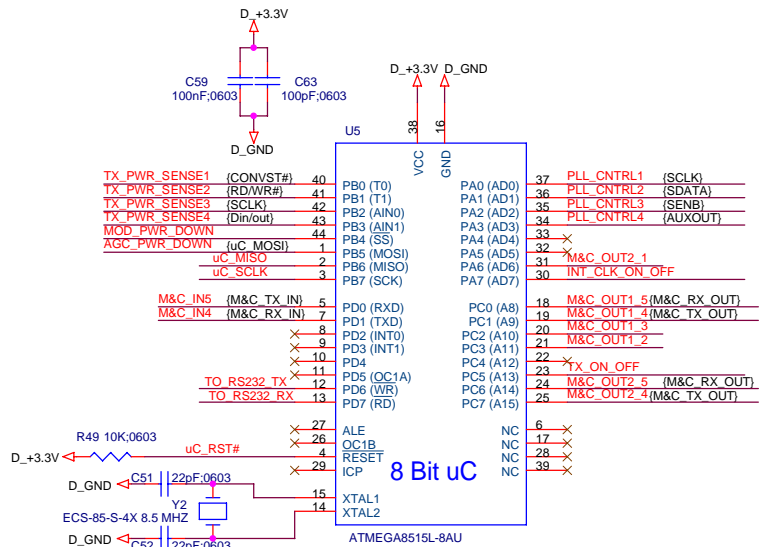 D_+3.3V
C59
100nF;0603
C63
100pF;0603
D_GND
D_+3.3V
D_GND
U5
38
16
VCC
GND
TX_PWR_SENSE1 {CONVST#} 40 PB0 (T0)
TX_PWR_SENSE2 {RD/WR#} 41 PB1 (T1)
TX_PWR_SENSE3 {SCLK} 42 PB2 (AIN0)
TX_PWR_SENSE4 {Din/out} 43 PB3 (AIN1)
MOD_PWR_DOWN 44 PB4 (SS)
AGC_PWR_DOWN {uC_MOSI} 1 PB5 (MOSI)
uC_MISO 2 PB6 (MISO)
uC_SCLK 3 PB7 (SCK)
PA0 (AD0) 37 PLL_CNTRL1 {SCLK}
PA1 (AD1) 36 PLL_CNTRL2 {SDATA}
PA2 (AD2) 35 PLL_CNTRL3 {SENB}
PA3 (AD3) 34 PLL_CNTRL4 {AUXOUT}
PA4 (AD4) 33
PA5 (AD5) 32
PA6 (AD6) 31 M&C_OUT2_1
PA7 (AD7) 30 INT_CLK_ON_OFF
M&C_IN5 {M&C_TX_IN} 5 PD0 (RXD)
M&C_IN4 {M&C_RX_IN} 7 PD1 (TXD)
8 PD2 (INT0)
9 PD3 (INT1)
10 PD4
11 PD5 (OC1A)
TO_RS232_TX 12 PD6 (WR)
TO_RS232_RX 13 PD7 (RD)
PC0 (A8) 18 M&C_OUT1_5 {M&C_RX_OUT}
PC1 (A9) 19 M&C_OUT1_4 {M&C_TX_OUT}
PC2 (A10) 20 M&C_OUT1_3
PC3 (A11) 21 M&C_OUT1_2
PC4 (A12) 22
PC5 (A13) 23 TX_ON_OFF
PC6 (A14) 24 M&C_OUT2_5 {M&C_RX_OUT}
PC7 (A15) 25 M&C_OUT2_4 {M&C_TX_OUT}
27 ALE
26 OC1B
uC_RST# 4 RESET
29 ICP
NC 6
NC 17
NC 28
NC 39
R49 10K;0603
D_+3.3V
8 Bit uC
D_GND C51 22pF;0603
15 XTAL1
14 XTAL2
Y2
ECS-85-S-4X 8.5 MHZ
D_GND C52 22pF;0603
ATMEGA8515L-8AU